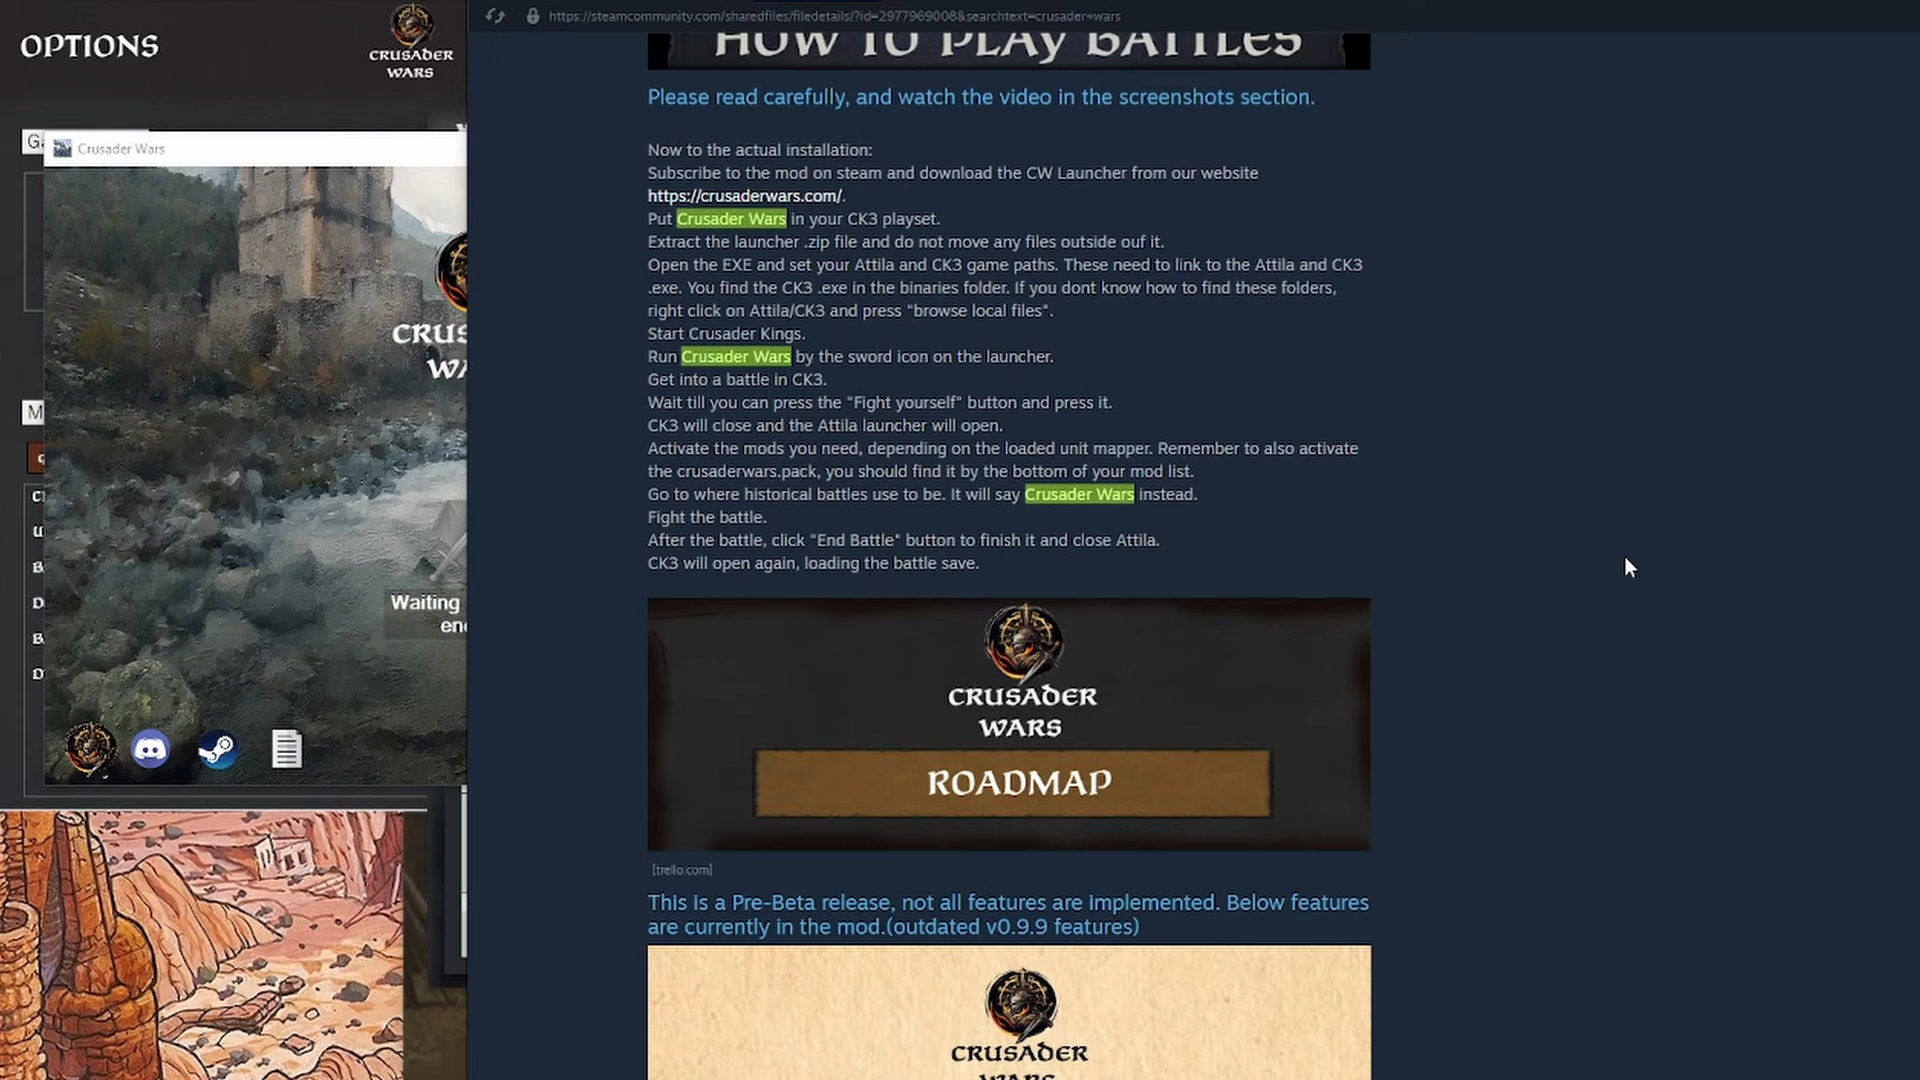 https://steamcommunity.com/sharedfiles/filedetails/?id=2977969008&searchtext=crusader+wars
OPTIONS
CRUSADER
WARS
HOW TO PLAY BATTLES
Please read carefully, and watch the video in the screenshots section.
Crusader Wars
Now to the actual installation:
Subscribe to the mod on steam and download the CW Launcher from our website
https://crusaderwars.com/.
Put Crusader Wars in your CK3 playset.
Extract the launcher .zip file and do not move any files outside ouf it.
Open the EXE and set your Attila and CK3 game paths. These need to link to the Attila and CK3
.exe. You find the CK3 .exe in the binaries folder. If you dont know how to find these folders,
right click on Attila/CK3 and press "browse local files".
Start Crusader Kings.
Run Crusader Wars by the sword icon on the launcher.
Get into a battle in CK3.
Wait till you can press the "Fight yourself" button and press it.
CK3 will close and the Attila launcher will open.
Activate the mods you need, depending on the loaded unit mapper. Remember to also activate
the crusaderwars.pack, you should find it by the bottom of your mod list.
Go to where historical battles use to be. It will say Crusader Wars instead.
Fight the battle.
After the battle, click "End Battle" button to finish it and close Attila.
CK3 will open again, loading the battle save.
CRUS
WA
Waiting
en
CRUSADER
WARS
ROADMAP
[trello.com]
This is a Pre-Beta release, not all features are implemented. Below features
are currently in the mod.(outdated v0.9.9 features)
CRUSADER
WARS